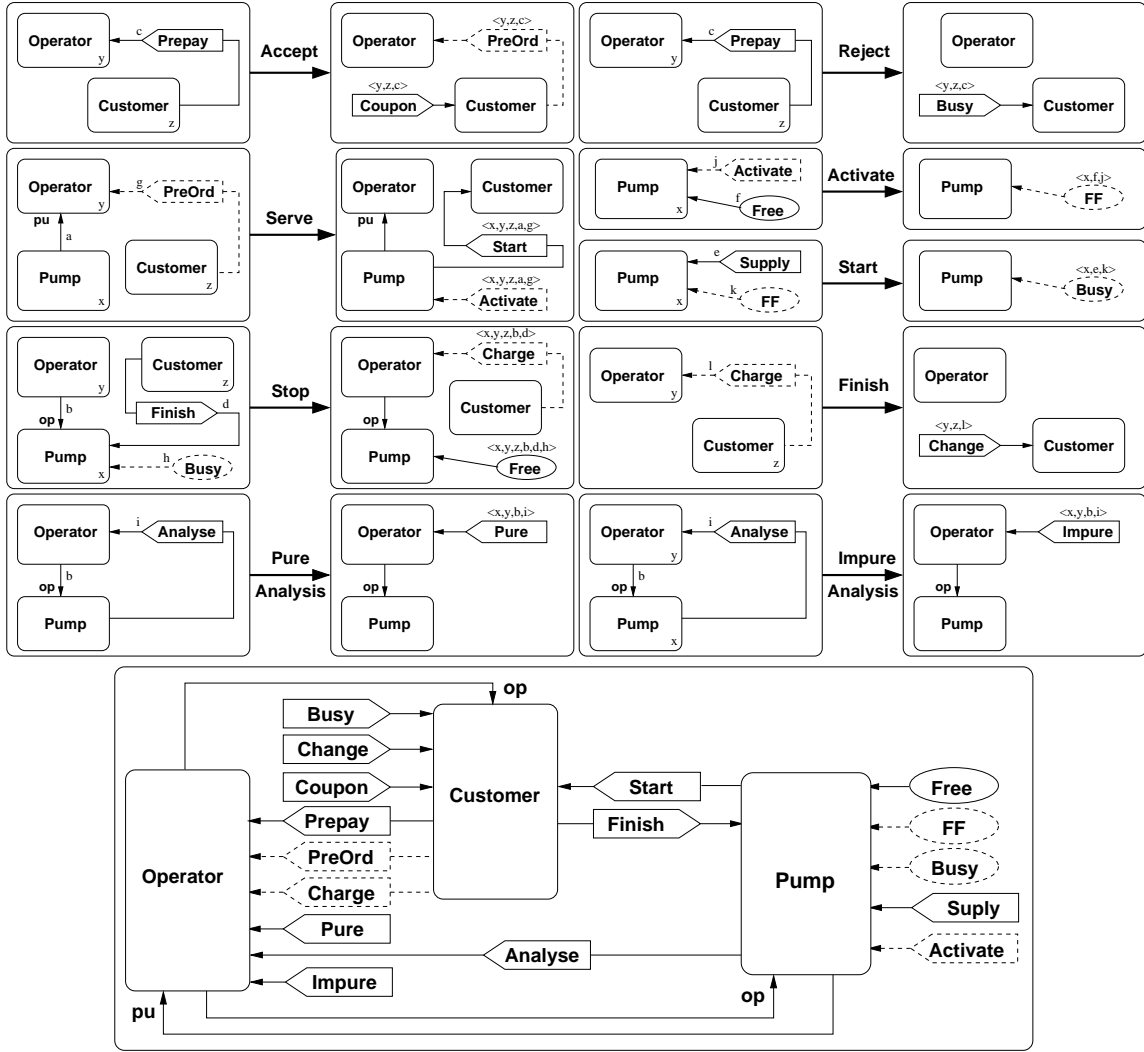 Operator
y
c
Prepay
Customer
z
Accept
Operator
<y,z,c>
PreOrd
<y,z,c>
Coupon
Customer
Operator
y
c
Prepay
Customer
z
Reject
Operator
<y,z,c>
Busy
Customer
Operator
y
g
PreOrd
pu
a
Customer
z
Pump
x
Serve
Operator
Customer
pu
<x,y,z,a,g>
Start
Pump
<x,y,z,a,g>
Activate
Pump
x
j
Activate
f
Free
Activate
Pump
<x,f,j>
FF
Pump
x
e
Supply
k
FF
Start
Pump
<x,e,k>
Busy
Operator
y
Customer
z
b
op
Finish
d
Pump
x
h
Busy
Stop
Operator
<x,y,z,b,d>
Charge
Customer
op
Pump
<x,y,z,b,d,h>
Free
Operator
y
l
Charge
Customer
z
Finish
Operator
<y,z,l>
Change
Customer
Operator
i
Analyse
b
op
Pump
Pure
Analysis
Operator
<x,y,b,i>
Pure
op
Pump
Operator
y
i
Analyse
b
op
Pump
x
Impure
Analysis
Operator
<x,y,b,i>
Impure
op
Pump
op
Busy
Change
Coupon
Customer
Start
Free
Prepay
Finish
FF
PreOrd
Operator
Pump
Busy
Charge
Suply
Pure
Analyse
Activate
Impure
op
pu